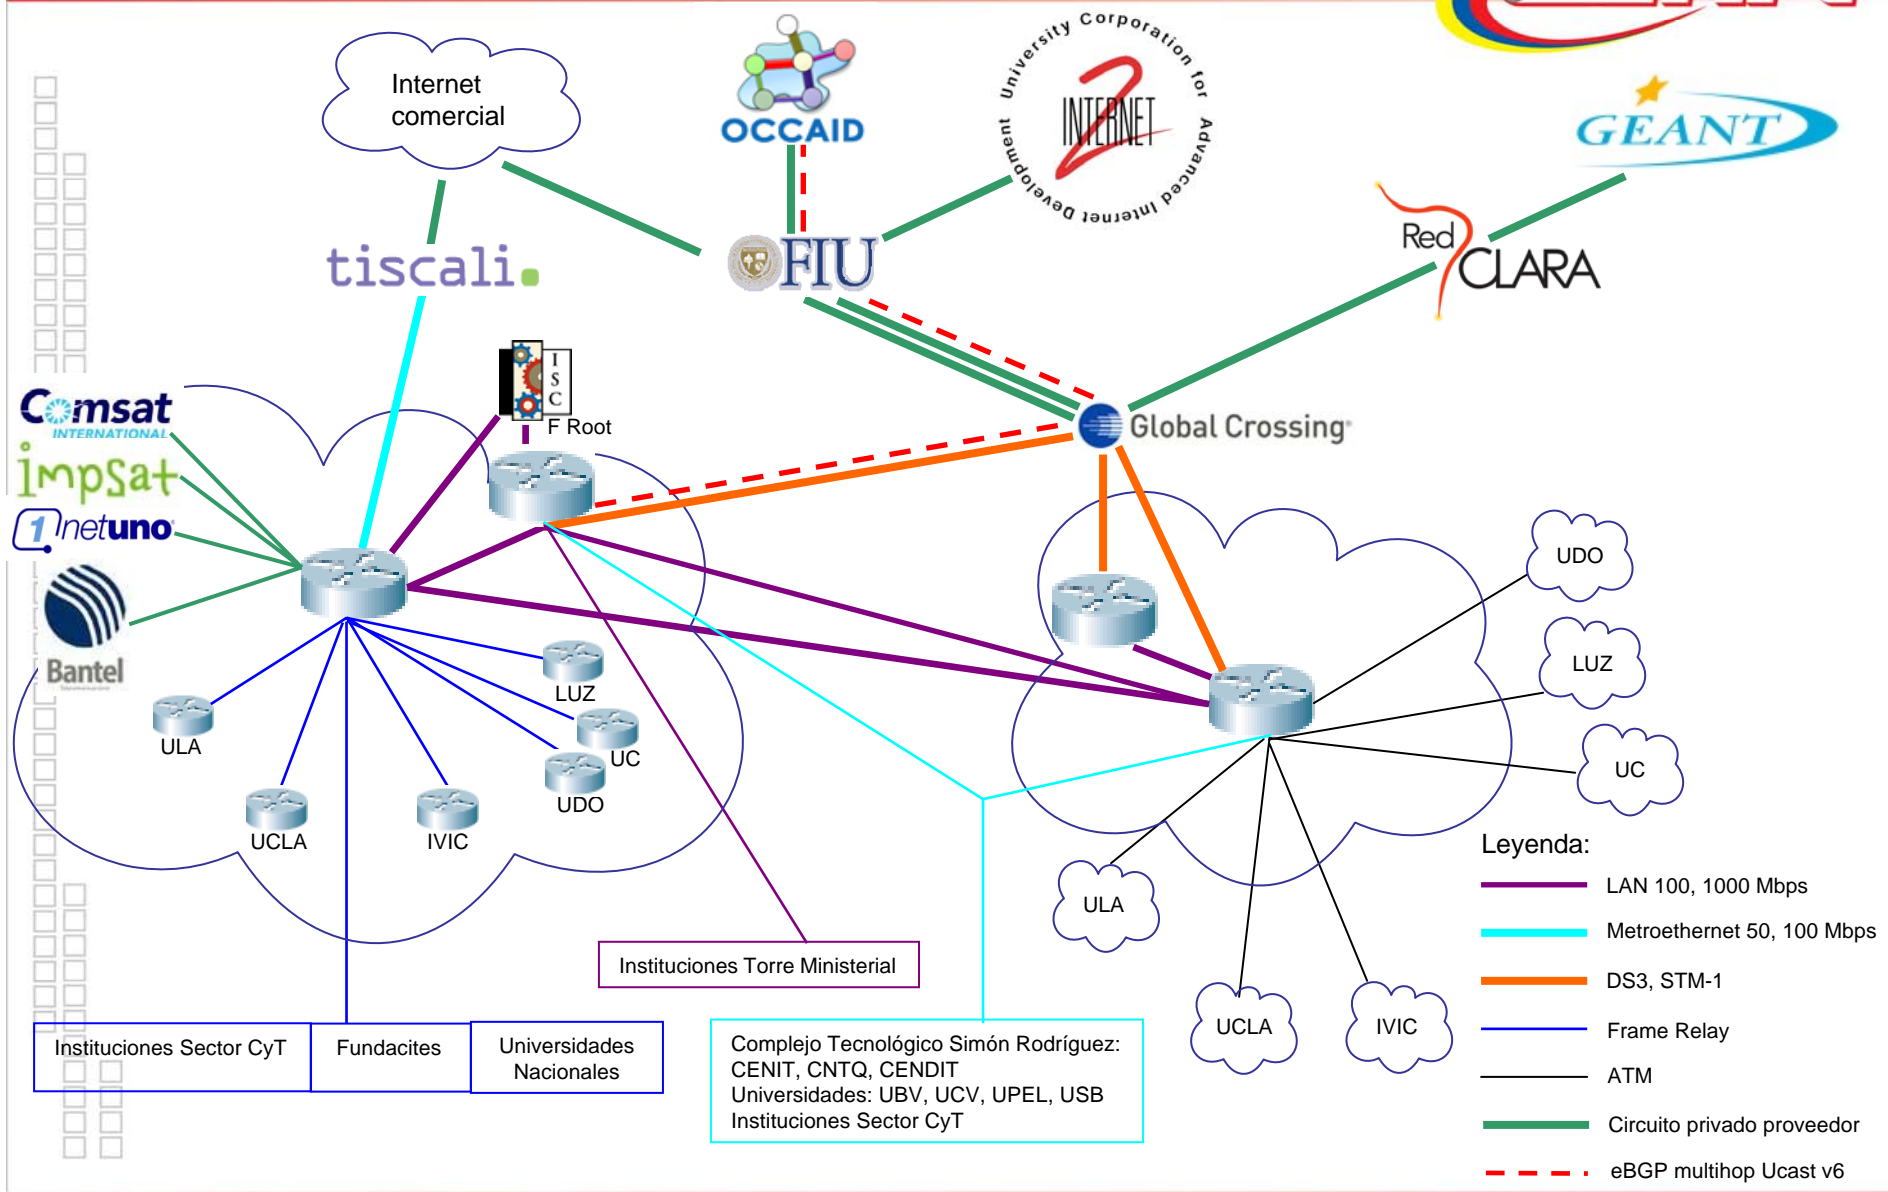 Internet
comercial
OCCAID
University Corporation for Advanced Internet Development
INTERNET
2
GEANT
tiscali.
FIU
Red
CLARA
I
S
C
F Root
Comsat
INTERNATIONAL
impSat
1 netuno
Bantel
Global Crossing
UDO
LUZ
UC
ULA
UCLA
IVIC
LUZ
UC
UDO
ULA
UCLA
IVIC
Instituciones Torre Ministerial
Instituciones Sector CyT
Fundacites
Universidades
Nacionales
Complejo Tecnológico Simón Rodríguez:
CENIT, CNTQ, CENDIT
Universidades: UBV, UCV, UPEL, USB
Instituciones Sector CyT
Leyenda:
LAN 100, 1000 Mbps
Metroethernet 50, 100 Mbps
DS3, STM-1
Frame Relay
ATM
Circuito privado proveedor
eBGP multihop Ucast v6